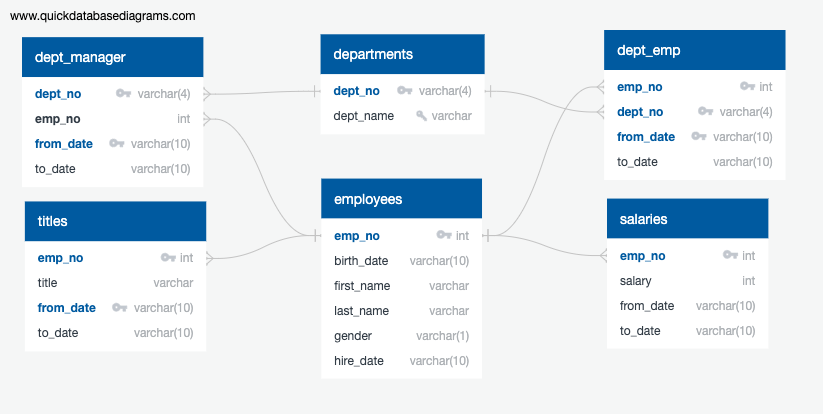 www.quickdatabasediagrams.com
dept_manager
dept_no varchar(4)
emp_no int
from_date varchar(10)
to_date varchar(10)
departments
dept_no varchar(4)
dept_name varchar
dept_emp
emp_no int
dept_no varchar(4)
from_date varchar(10)
to_date varchar(10)
titles
emp_no int
title varchar
from_date varchar(10)
to_date varchar(10)
employees
emp_no int
birth_date varchar(10)
first_name varchar
last_name varchar
gender varchar(1)
hire_date varchar(10)
salaries
emp_no int
salary int
from_date varchar(10)
to_date varchar(10)